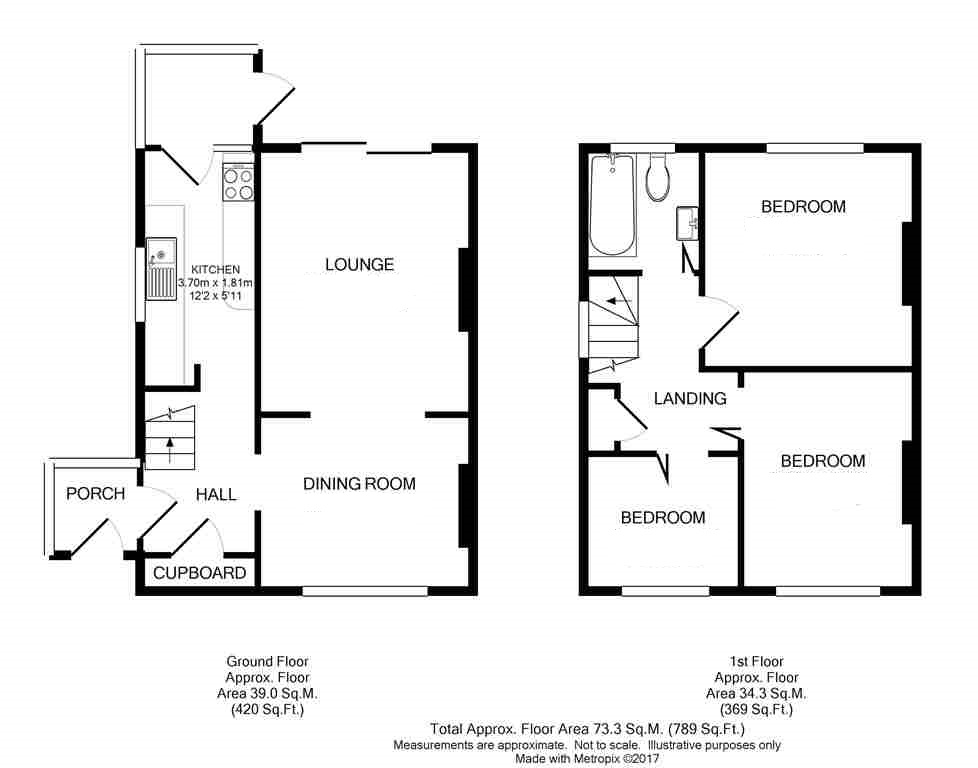 BEDROOM
LOUNGE
KITCHEN
3.70m x 1.81m
12'2 x 5'11
LANDING
BEDROOM
DINING ROOM
PORCH
HALL
BEDROOM
CUPBOARD
Ground Floor
Approx. Floor
Area 39.0 Sq.M.
(420 Sq.Ft.)
1st Floor
Approx. Floor
Area 34.3 Sq.M.
(369 Sq.Ft.)
Total Approx. Floor Area 73.3 Sq.M. (789 Sq.Ft.)
Measurements are approximate. Not to scale. Illustrative purposes only
Made with Metropix ©2017